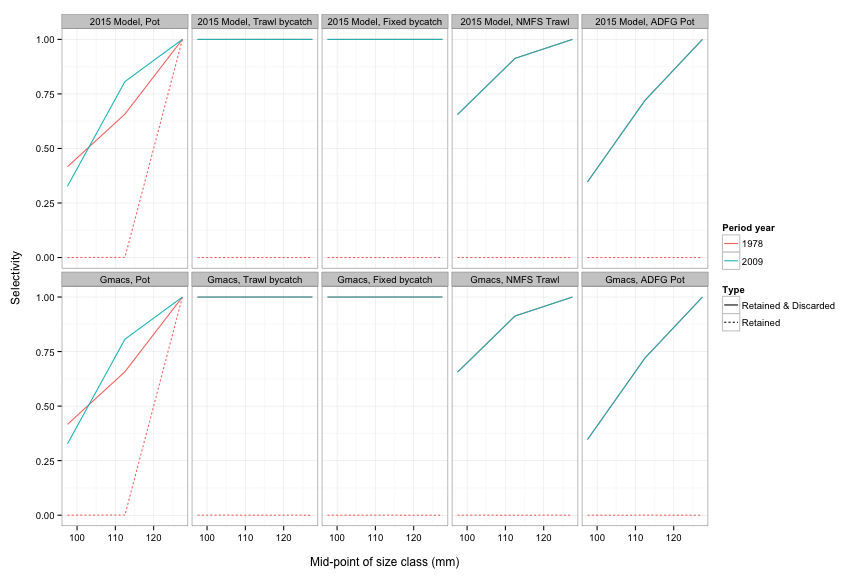 2015 Model, Pot 2015 Model, Trawl bycatch 2015 Model, Fixed bycatch 2015 Model, NMFS Trawl 2015 Model, ADFG Pot
1.00
0.75
0.50
0.25
0.00
Gmacs, Pot Gmacs, Trawl bycatch Gmacs, Fixed bycatch Gmacs, NMFS Trawl Gmacs, ADFG Pot
1.00
0.75
0.50
0.25
0.00
100 110 120 100 110 120 100 110 120 100 110 120 100 110 120
Mid-point of size class (mm)
Selectivity
Period year
1978
2009
Type
Retained & Discarded
Retained